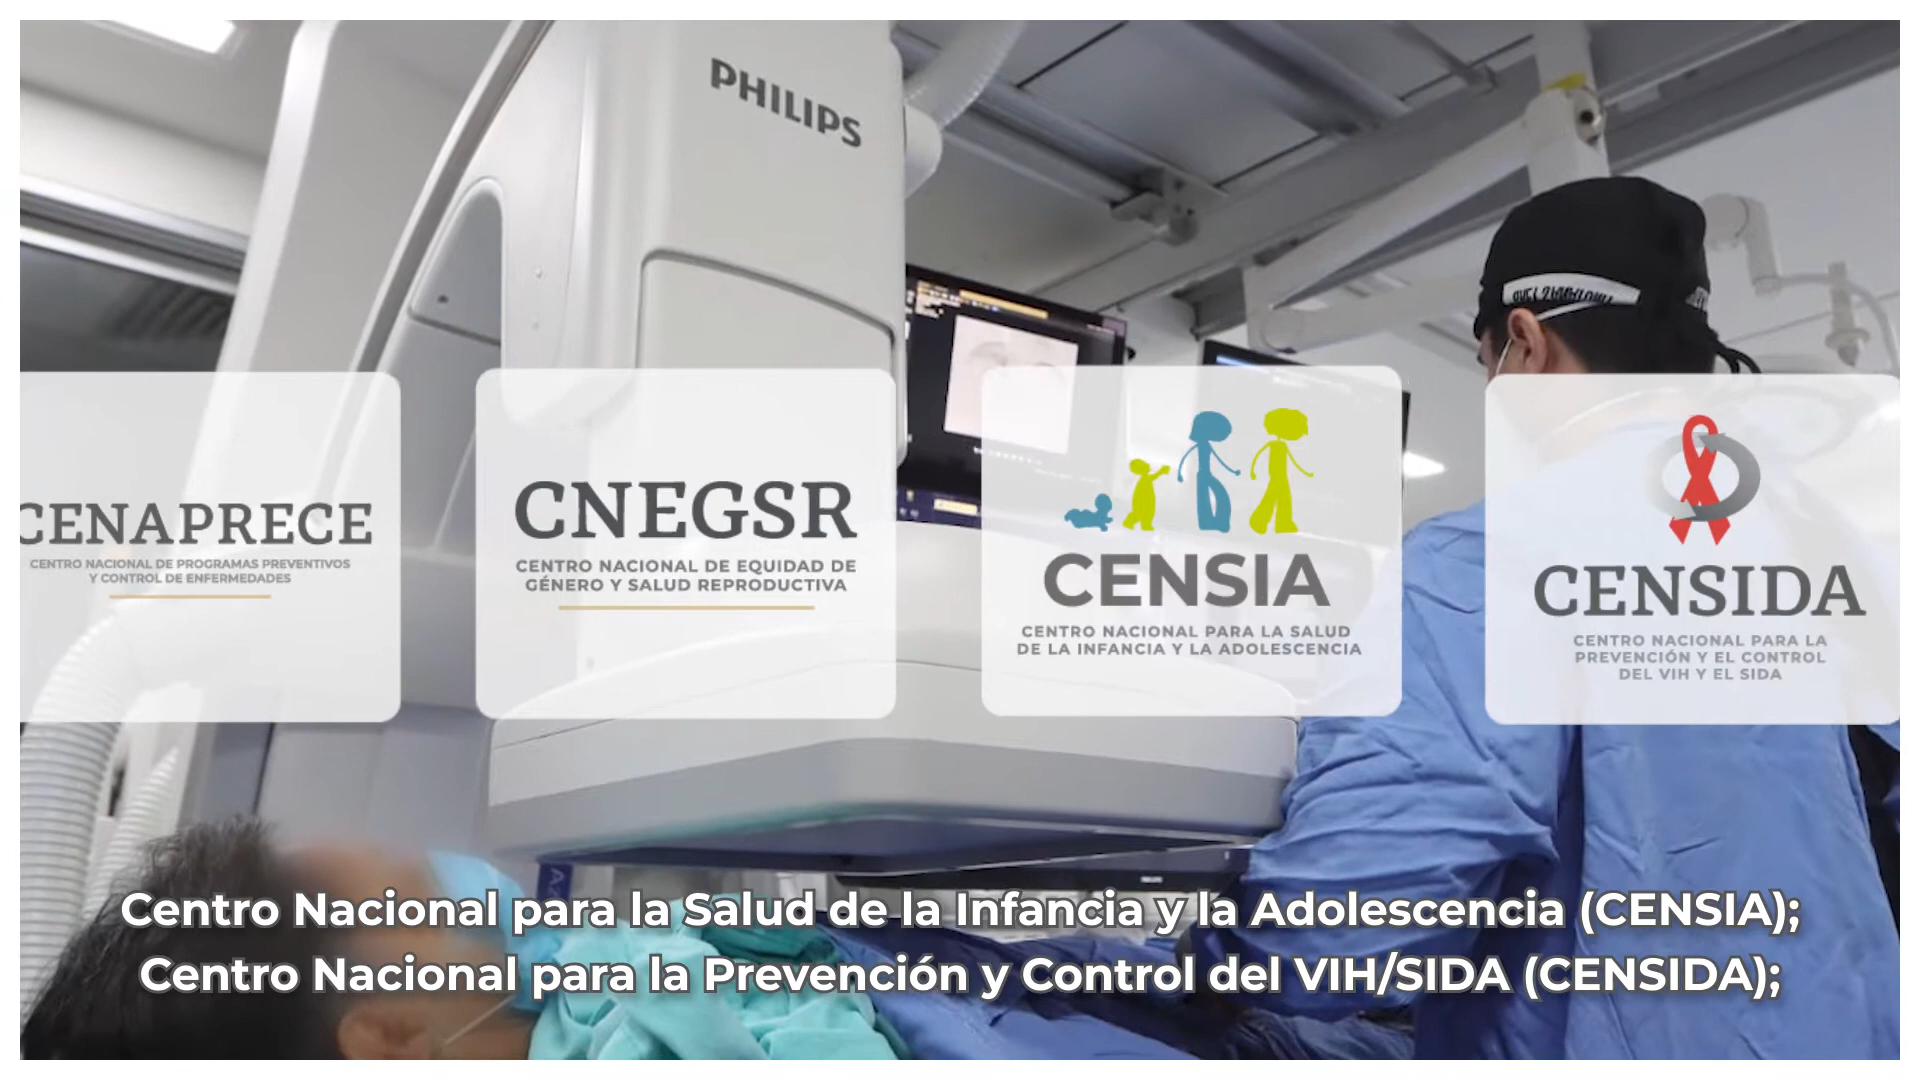 PHILIPS
CENAPRECE
CENTRO NACIONAL DE PROGRAMAS PREVENTIVOS
Y CONTROL DE ENFERMEDADES
CNEGSR
CENTRO NACIONAL DE EQUIDAD DE
GÉNERO Y SALUD REPRODUCTIVA
CENSIA
CENTRO NACIONAL PARA LA SALUD
DE LA INFANCIA Y LA ADOLESCENCIA
CENSIDA
CENTRO NACIONAL PARA LA
PREVENCIÓN Y EL CONTROL
DEL VIH Y EL SIDA
Centro Nacional para la Salud de la Infancia y la Adolescencia (CENSIA);
Centro Nacional para la Prevención y Control del VIH/SIDA (CENSIDA);